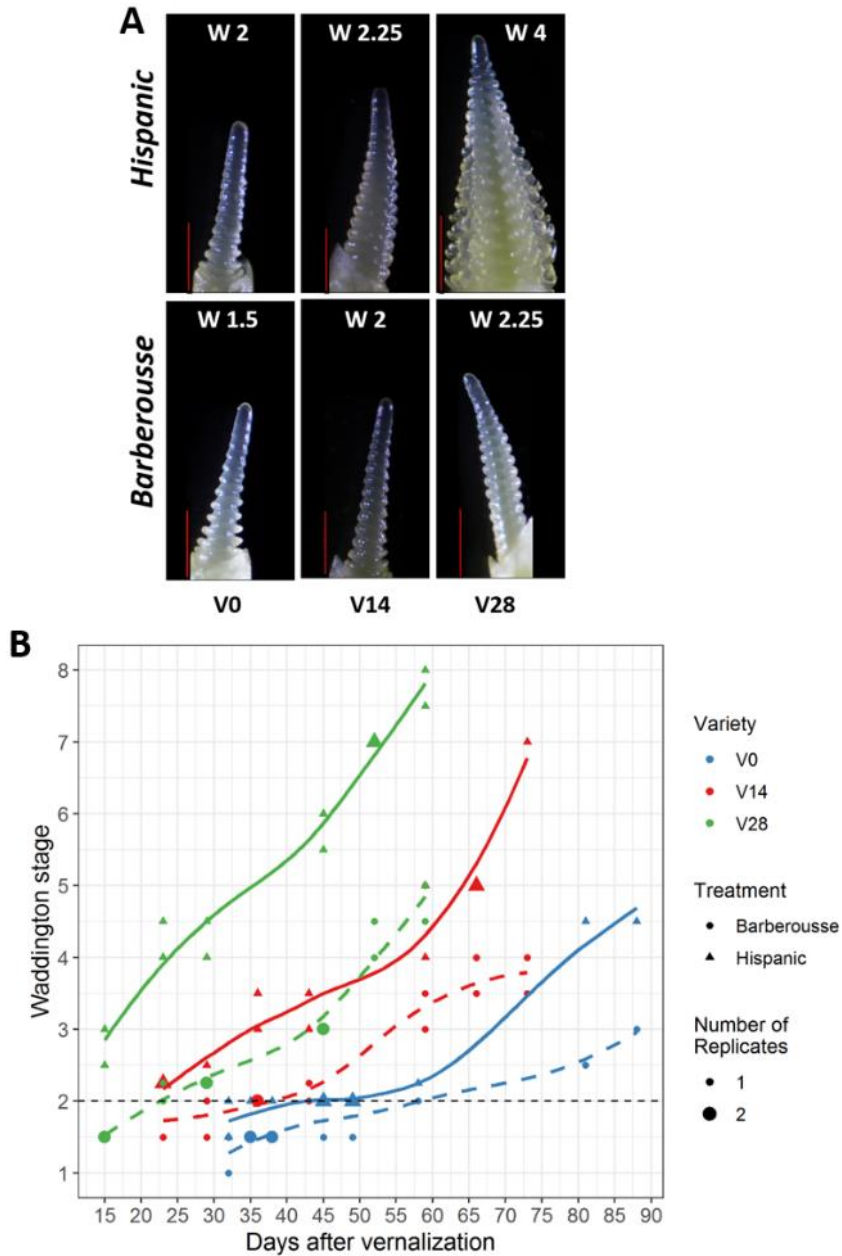 A
W 2
W 2.25
W 4
Hispanic
W 1.5
W 2
W 2.25
Barberousse
V0
V14
V28
B
8
7
6
5
4
3
2
1
Waddington stage
15 20 25 30 35 40 45 50 55 60 65 70 75 80 85 90
Days after vernalization
Variety
V0
V14
V28
Treatment
Barberousse
Hispanic
Number of
Replicates
1
2